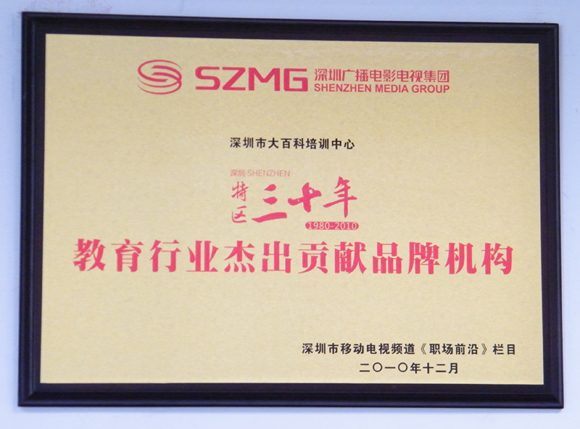 SZMG 深圳广播电影电视集团
SHENZHEN MEDIA GROUP
深圳市大百科培训中心
深圳·SHENZHEN
特区三十年
1980-2010
教育行业杰出贡献品牌机构
深圳市移动电视频道《职场前沿》栏目
二〇一〇年十二月